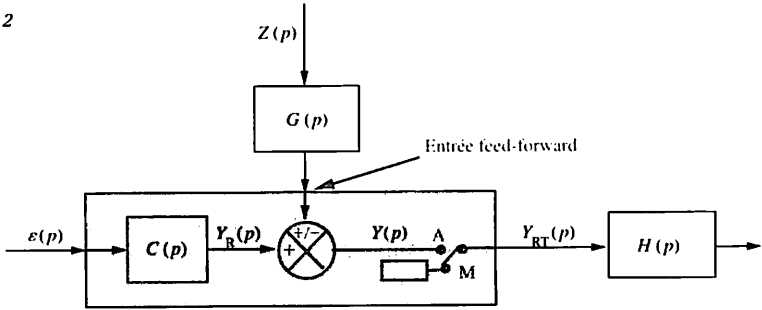 2
Z(p)
G(p)
Entrée feed-forward
ε(p)
C(p)
Y_R(p)
+/−
+
Y(p)
A
M
Y_RT(p)
H(p)